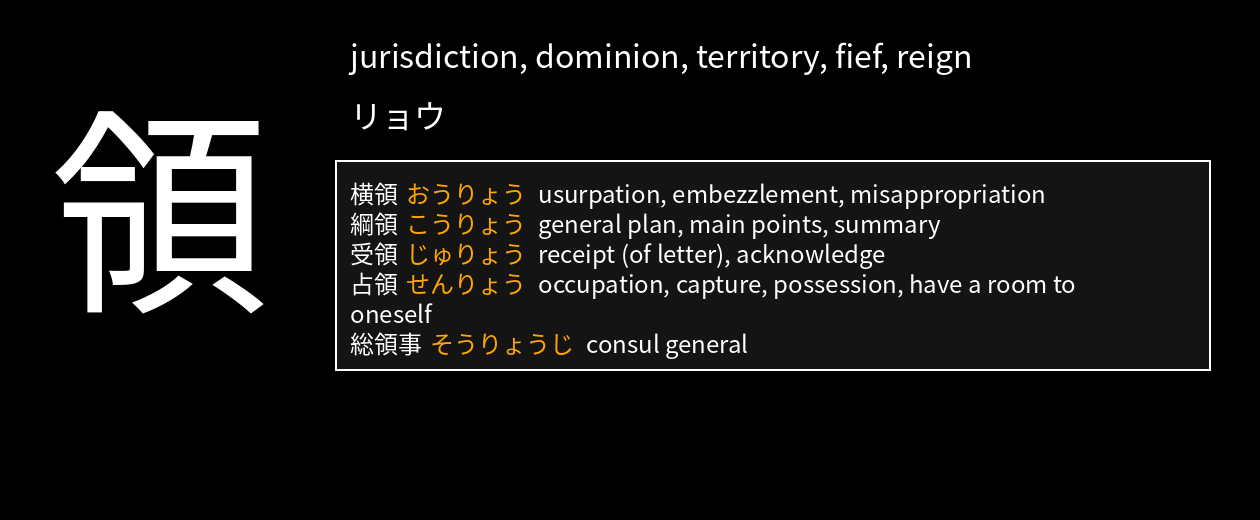 領
jurisdiction, dominion, territory, fief, reign
リョウ
横領 おうりょう usurpation, embezzlement, misappropriation
綱領 こうりょう general plan, main points, summary
受領 じゅりょう receipt (of letter), acknowledge
占領 せんりょう occupation, capture, possession, have a room to
oneself
総領事 そうりょうじ consul general